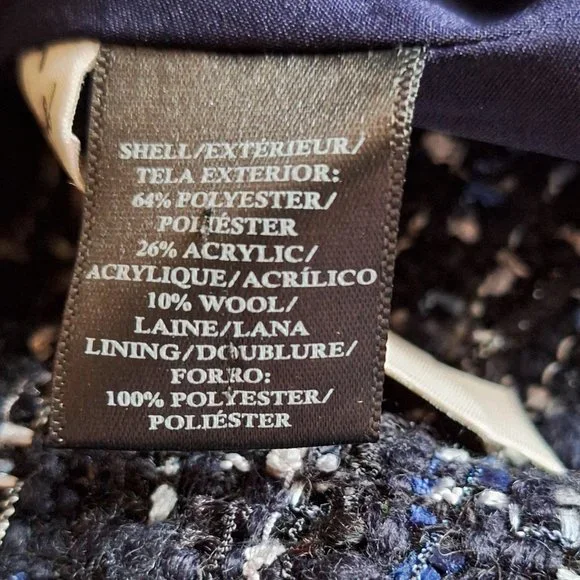 SHELL/EXTÉRIEUR/
TELA EXTERIOR:
64% POLYESTER/
POLIÉSTER
26% ACRYLIC/
ACRYLIQUE/ACRÍLICO
10% WOOL/
LAINE/LANA
LINING/DOUBLURE/
FORRO:
100% POLYESTER/
POLIÉSTER